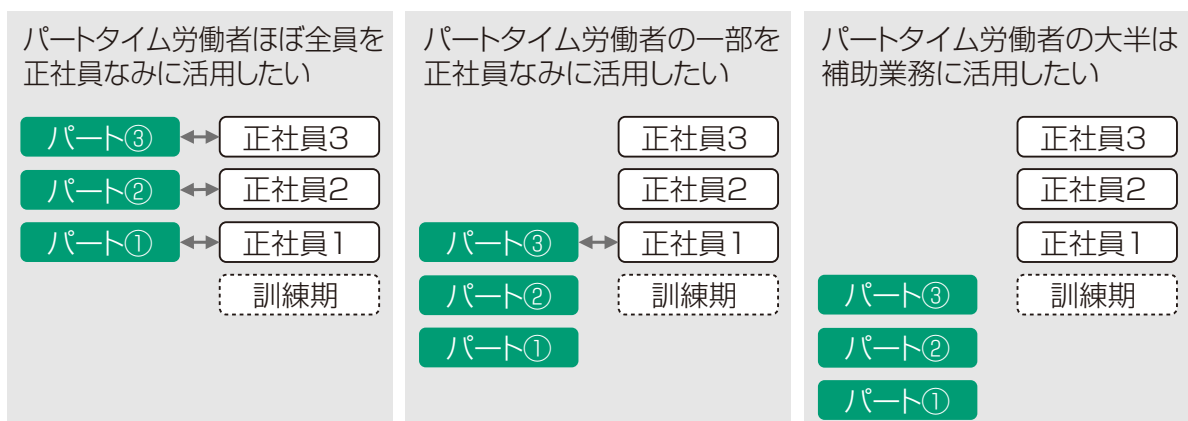 パートタイム労働者ほぼ全員を
正社員なみに活用したい
パート③
正社員3
パート②
正社員2
パート①
正社員1
訓練期
パートタイム労働者の一部を
正社員なみに活用したい
正社員3
正社員2
パート③
正社員1
パート②
訓練期
パート①
パートタイム労働者の大半は
補助業務に活用したい
正社員3
正社員2
正社員1
パート③
訓練期
パート②
パート①